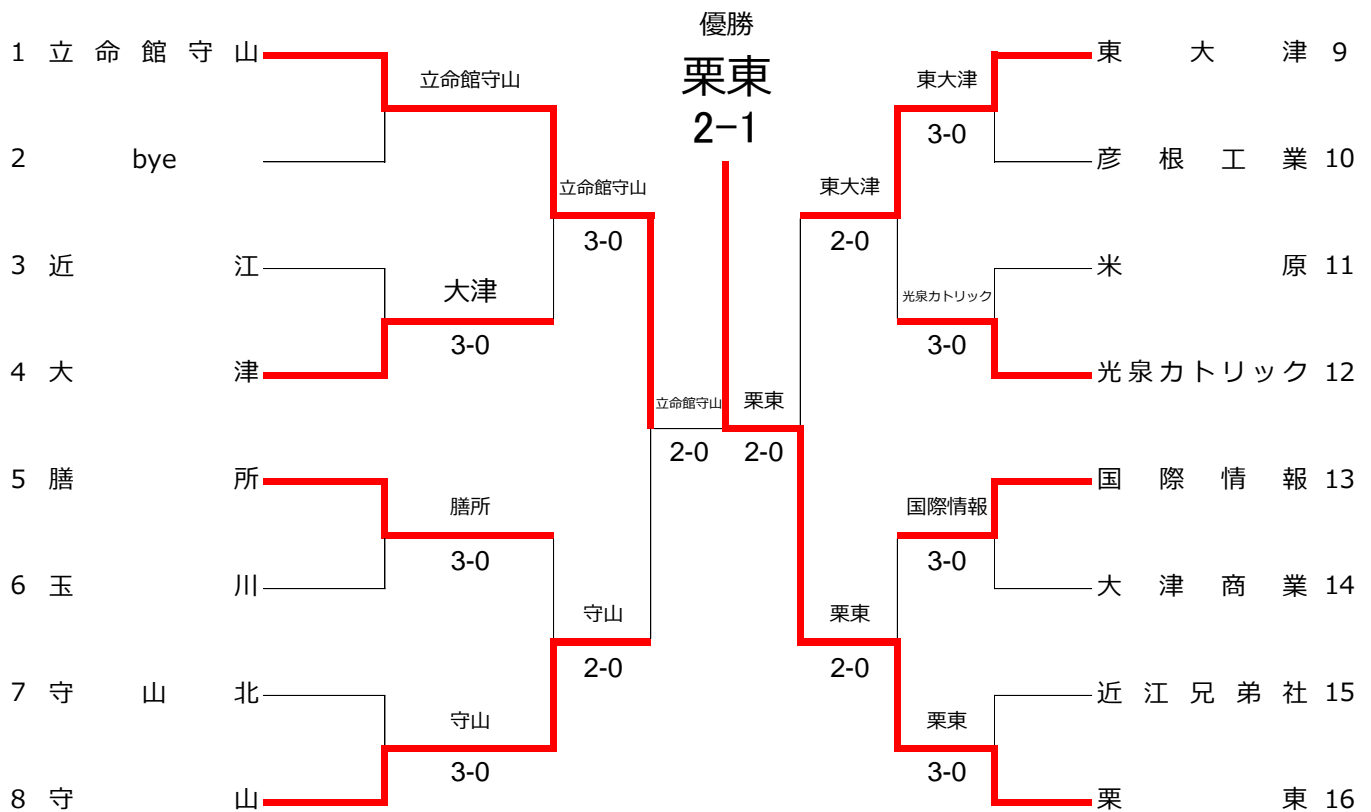 優勝
栗東
2-1
1 立命館守山
2 bye
3 近江
4 大津
5 膳所
6 玉川
7 守山北
8 守山
立命館守山
大津
3-0
膳所
3-0
守山
3-0
立命館守山
3-0
守山
2-0
立命館守山
2-0
栗東
2-0
東大津
2-0
栗東
2-0
東大津
3-0
光泉カトリック
3-0
国際情報
3-0
栗東
3-0
東大津 9
彦根工業 10
米原 11
光泉カトリック 12
国際情報 13
大津商業 14
近江兄弟社 15
栗東 16